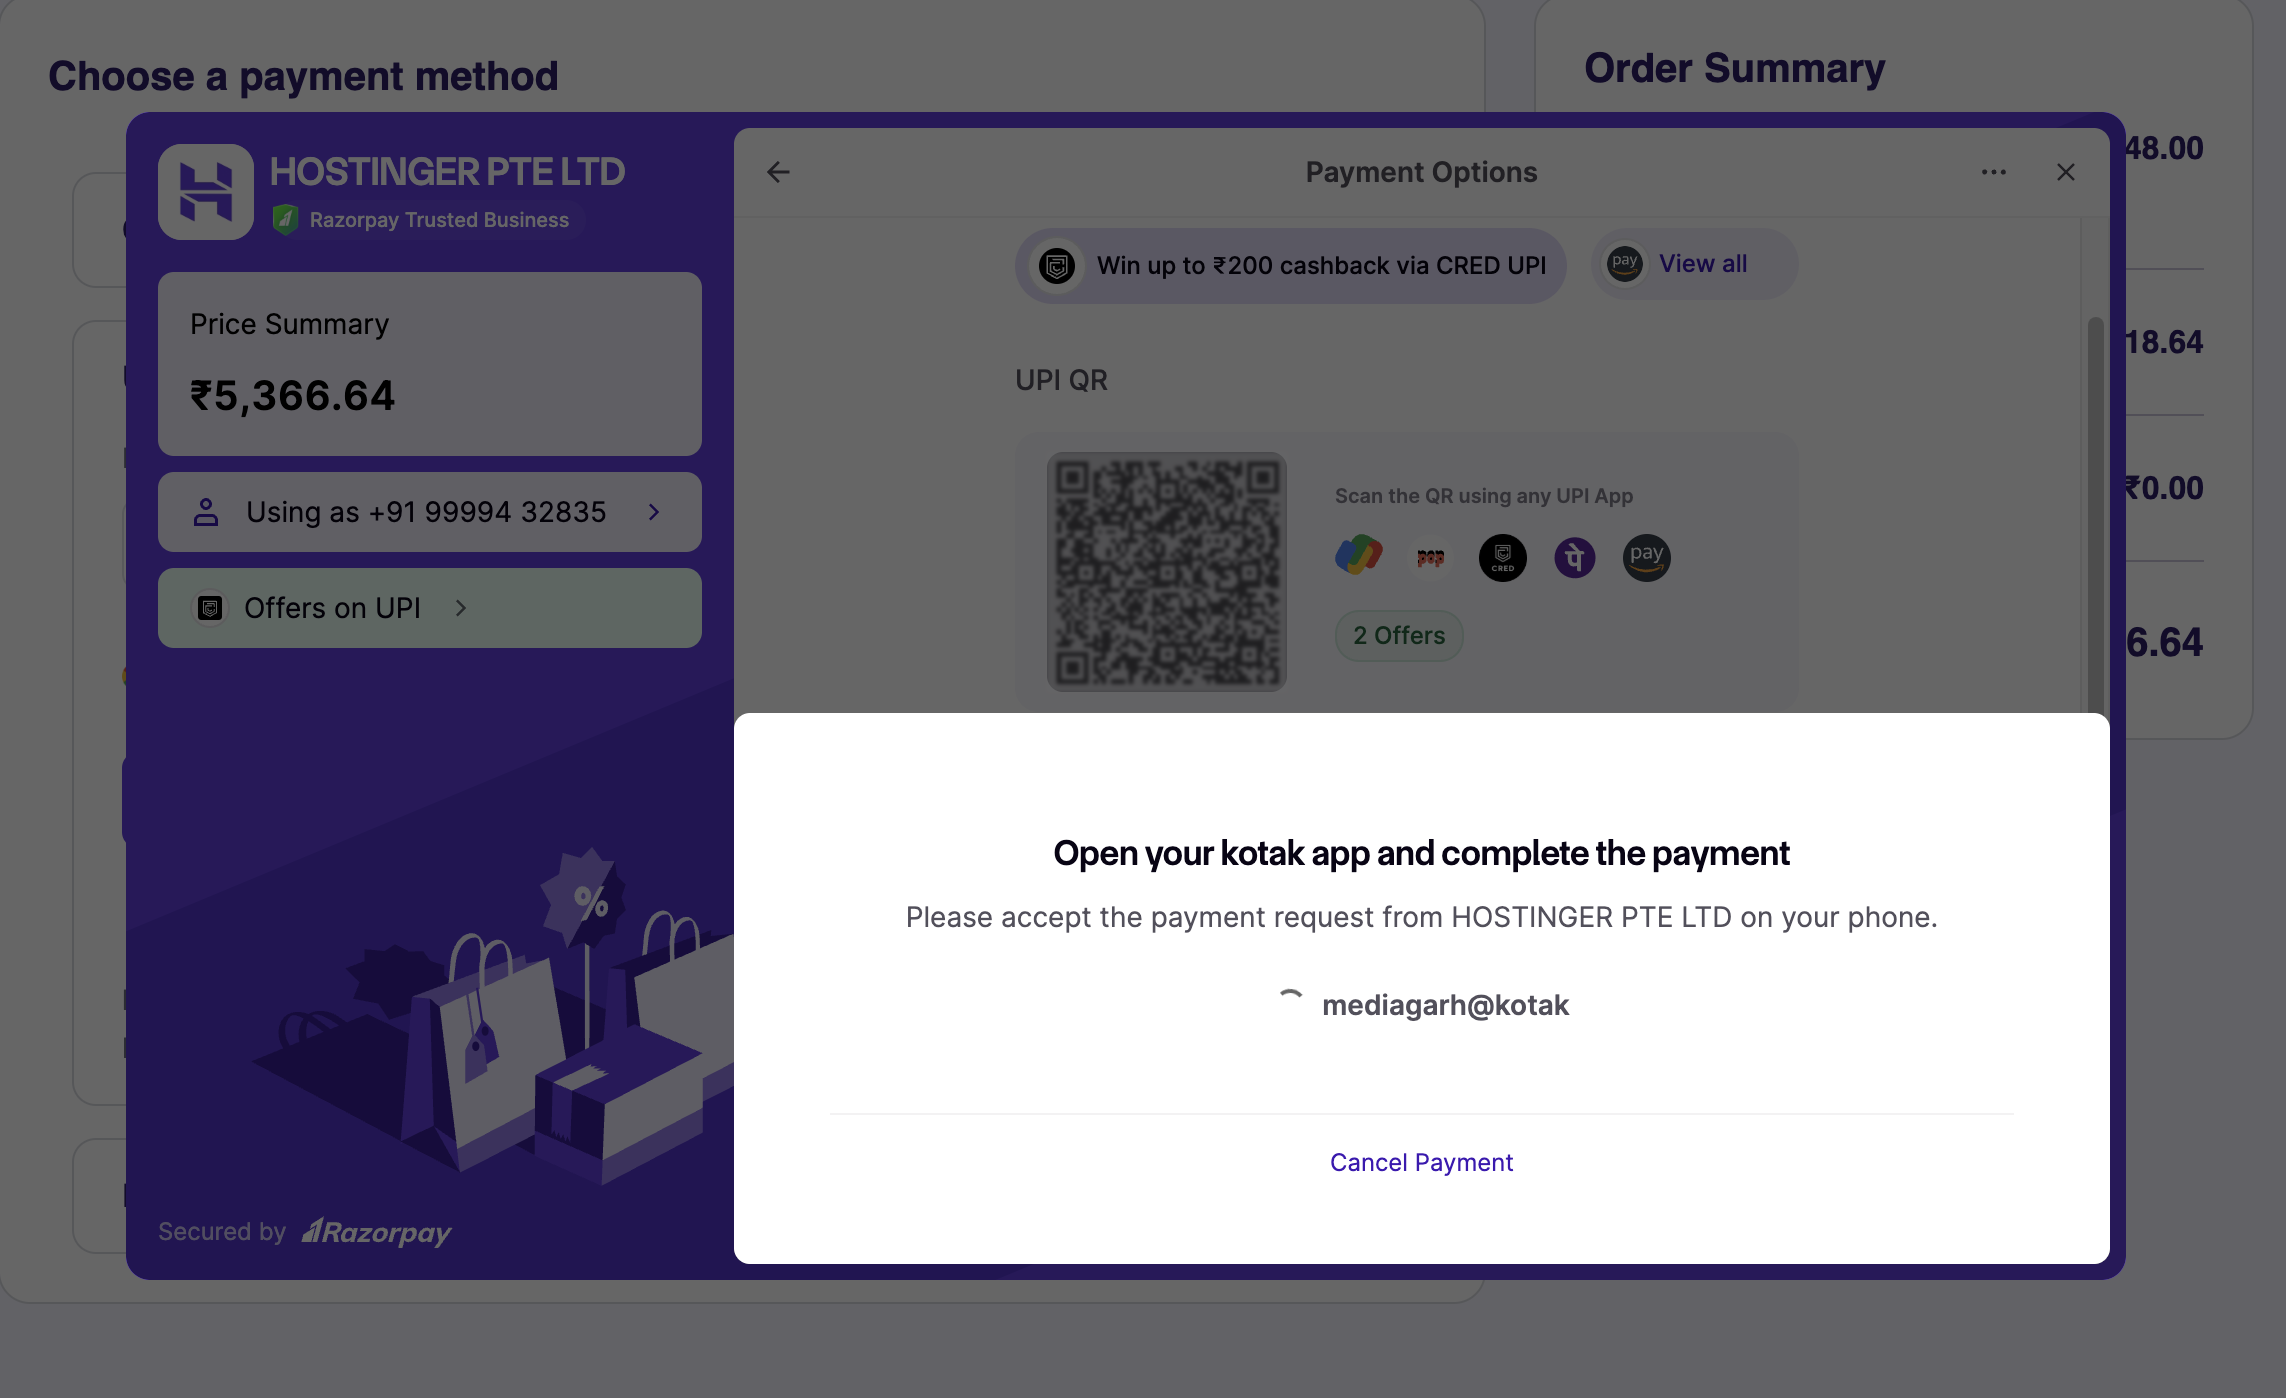 Choose a payment method
Order Summary
HOSTINGER PTE LTD
Razorpay Trusted Business
Price Summary
₹5,366.64
Using as +91 99994 32835
Offers on UPI
Secured by Razorpay
Payment Options
Win up to ₹200 cashback via CRED UPI
pay View all
UPI QR
Scan the QR using any UPI App
pop CRED पे pay
2 Offers
Open your kotak app and complete the payment
Please accept the payment request from HOSTINGER PTE LTD on your phone.
mediagarh@kotak
Cancel Payment
48.00
18.64
₹0.00
6.64